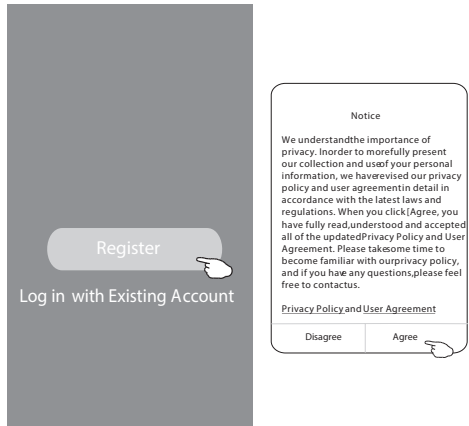 Register
Log in with Existing Account
Notice
We understandthe importance of
privacy. Inorder to morefully present
our collection and useof your personal
information, we haverevised our privacy
policy and user agreementin detail in
accordance with the latest laws and
regulations. When you click[Agree, you
have fully read,understood and accepted
all of the updatedPrivacy Policy and User
Agreement. Please takesome time to
become familiar with ourprivacy policy,
and if you have any questions,please feel
free to contactus.
Privacy Policy and User Agreement
Disagree Agree